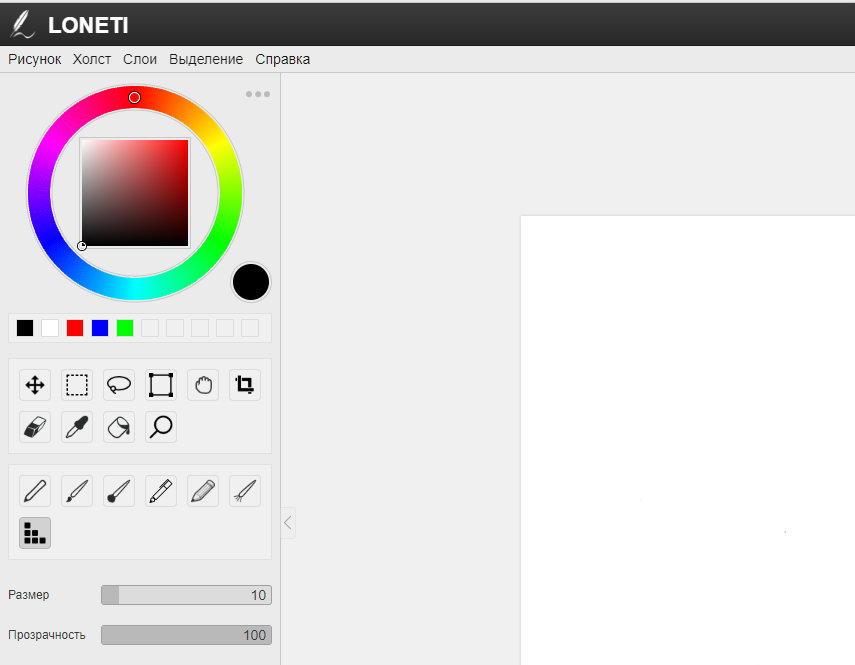 LONETI
Рисунок Холст Слои Выделение Справка
Размер 10
Прозрачность 100